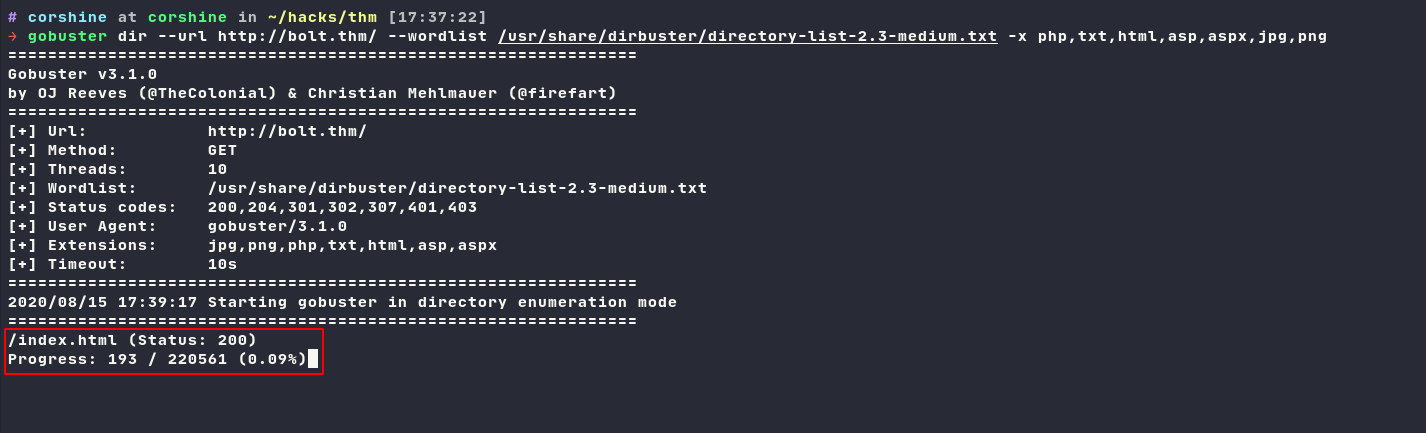 # corshine at corshine in ~/hacks/thm [17:37:22]
→ gobuster dir --url http://bolt.thm/ --wordlist /usr/share/dirbuster/directory-list-2.3-medium.txt -x php,txt,html,asp,aspx,jpg,png
===============================================================
Gobuster v3.1.0
by OJ Reeves (@TheColonial) & Christian Mehlmauer (@firefart)
===============================================================
[+] Url:            http://bolt.thm/
[+] Method:         GET
[+] Threads:        10
[+] Wordlist:       /usr/share/dirbuster/directory-list-2.3-medium.txt
[+] Status codes:   200,204,301,302,307,401,403
[+] User Agent:     gobuster/3.1.0
[+] Extensions:     jpg,png,php,txt,html,asp,aspx
[+] Timeout:        10s
===============================================================
2020/08/15 17:39:17 Starting gobuster in directory enumeration mode
===============================================================
/index.html (Status: 200)
Progress: 193 / 220561 (0.09%)